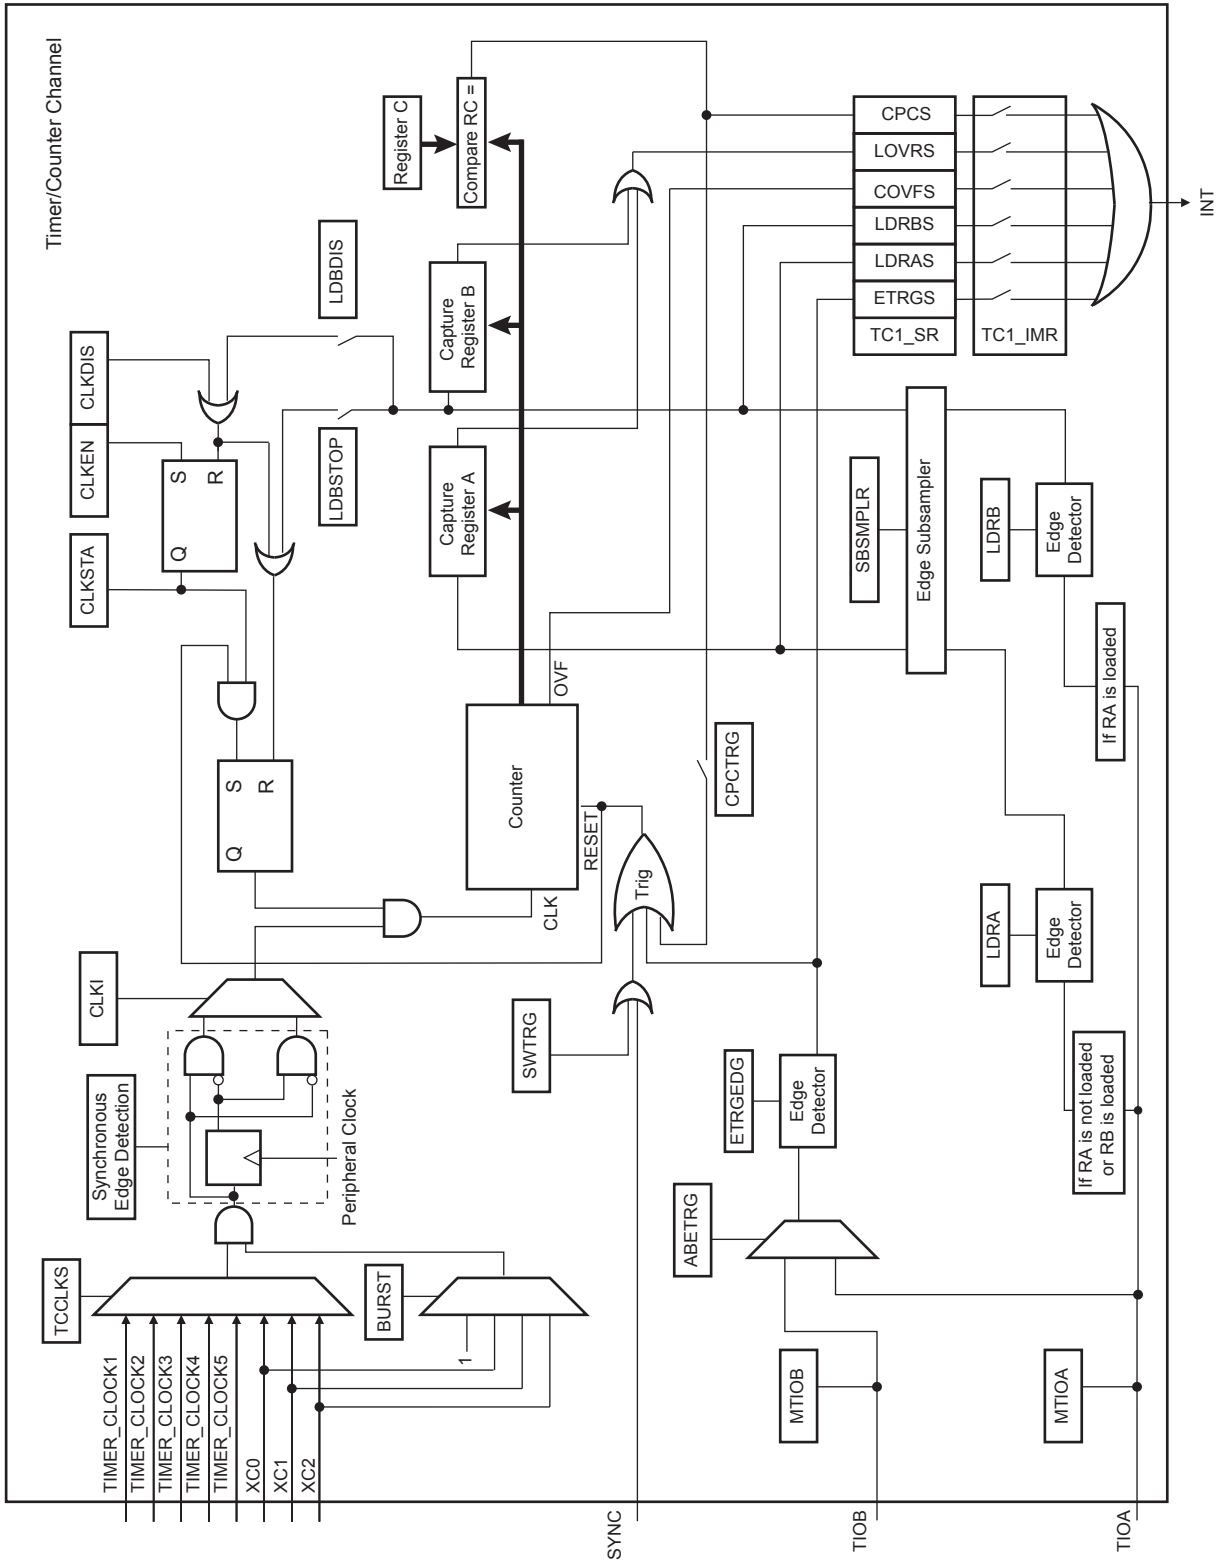 Timer/Counter Channel
TCCLKS
TIMER_CLOCK1
TIMER_CLOCK2
TIMER_CLOCK3
TIMER_CLOCK4
TIMER_CLOCK5
XC0
XC1
XC2
Synchronous
Edge Detection
CLKI
Peripheral Clock
BURST
1
CLKSTA
CLKEN
CLKDIS
Q
S
R
Q
S
R
LDBSTOP
LDBDIS
Register C
Capture
Register A
Capture
Register B
Compare RC =
Counter
CLK
OVF
RESET
SWTRG
Trig
SYNC
CPCTRG
ABETRG
ETRGEDG
Edge
Detector
MTIOB
TIOB
SBSMPLR
Edge Subsampler
CPCS
LOVRS
COVFS
LDRBS
LDRAS
ETRGS
TC1_SR
TC1_IMR
LDRA
Edge
Detector
LDRB
Edge
Detector
If RA is not loaded
or RB is loaded
If RA is loaded
MTIOA
TIOA
INT